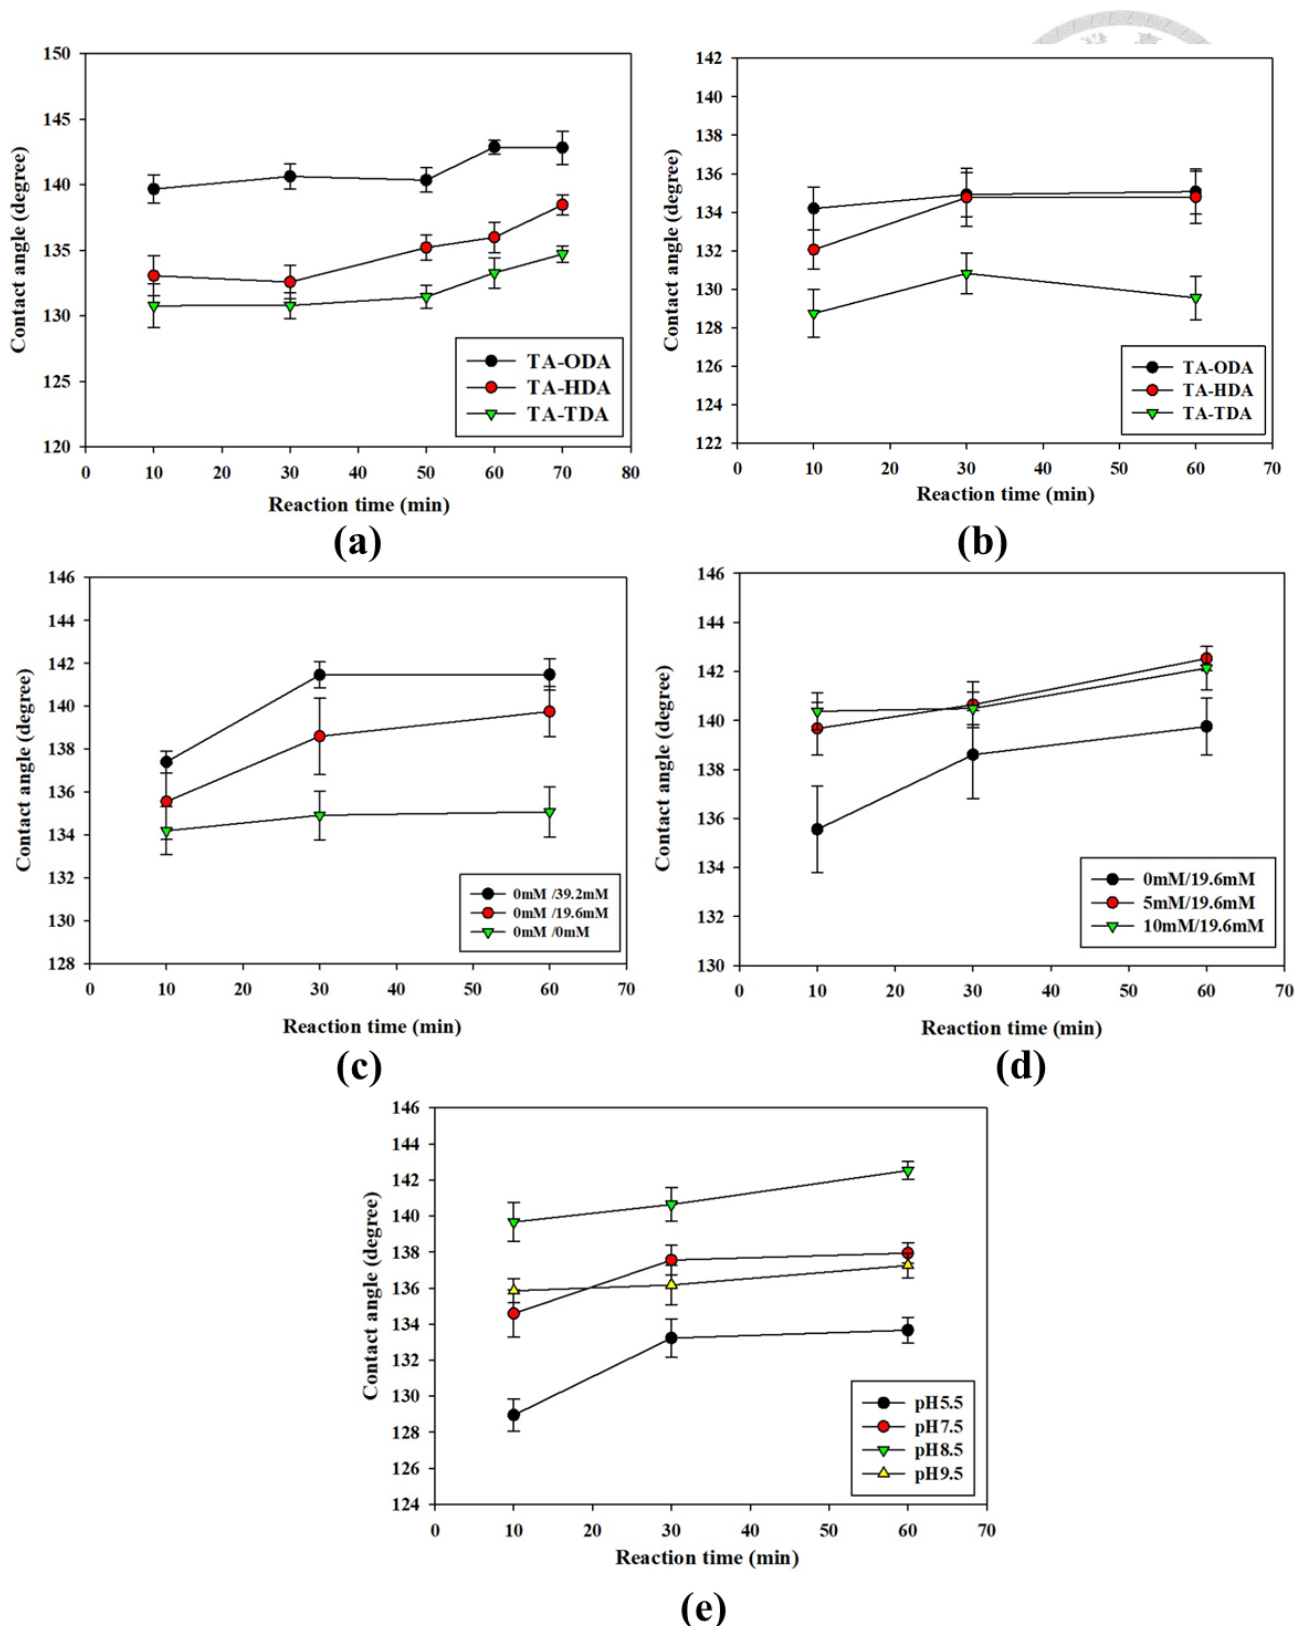 150
145
140
135
130
125
120
Contact angle (degree)
TA-ODA
TA-HDA
TA-TDA
0 10 20 30 40 50 60 70 80
Reaction time (min)
(a)
142
140
138
136
134
132
130
128
126
124
122
Contact angle (degree)
TA-ODA
TA-HDA
TA-TDA
0 10 20 30 40 50 60 70
Reaction time (min)
(b)
146
144
142
140
138
136
134
132
130
128
Contact angle (degree)
0mM /39.2mM
0mM /19.6mM
0mM /0mM
0 10 20 30 40 50 60 70
Reaction time (min)
(c)
146
144
142
140
138
136
134
132
130
Contact angle (degree)
0mM/19.6mM
5mM/19.6mM
10mM/19.6mM
0 10 20 30 40 50 60 70
Reaction time (min)
(d)
146
144
142
140
138
136
134
132
130
128
126
124
Contact angle (degree)
pH5.5
pH7.5
pH8.5
pH9.5
0 10 20 30 40 50 60 70
Reaction time (min)
(e)